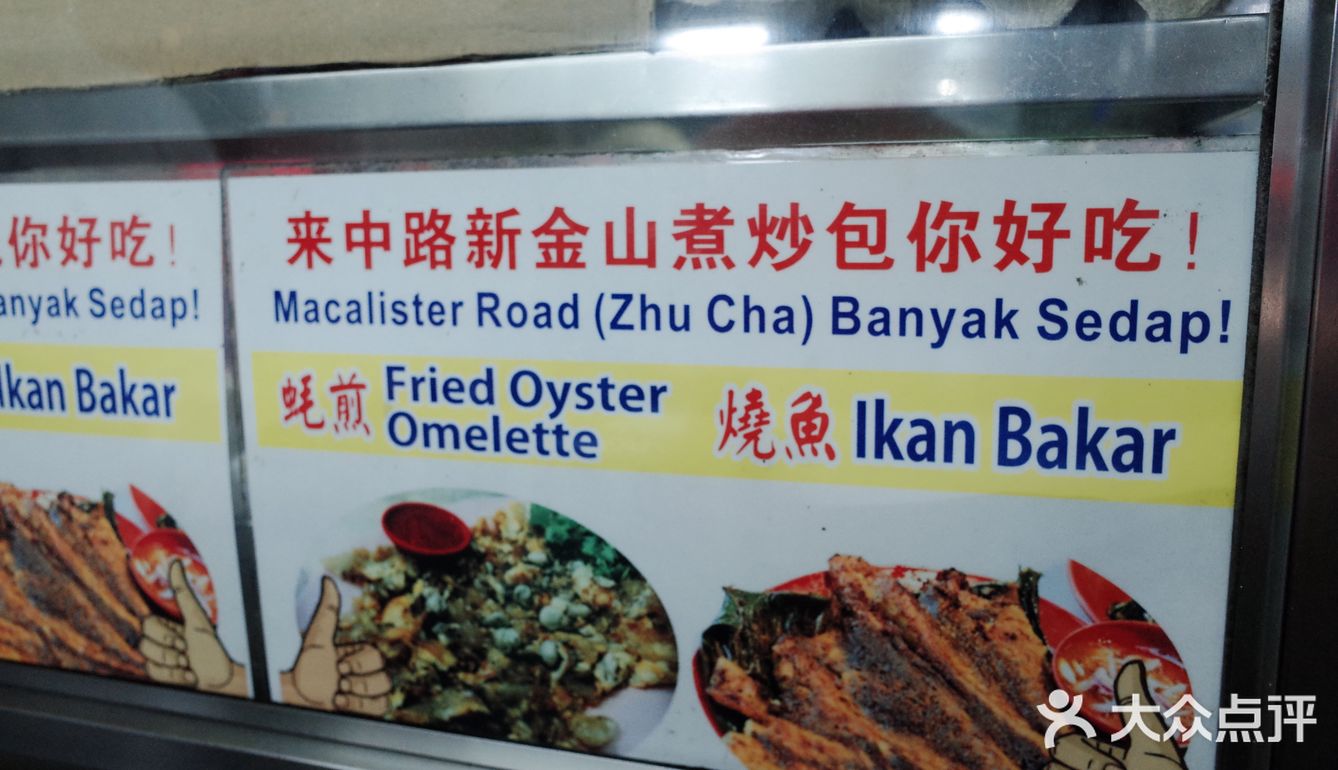 你好吃!
anyak Sedap!
Ikan Bakar
来中路新金山煮炒包你好吃!
Macalister Road (Zhu Cha) Banyak Sedap!
蚝煎 Fried Oyster Omelette
燒魚 Ikan Bakar
大众点评